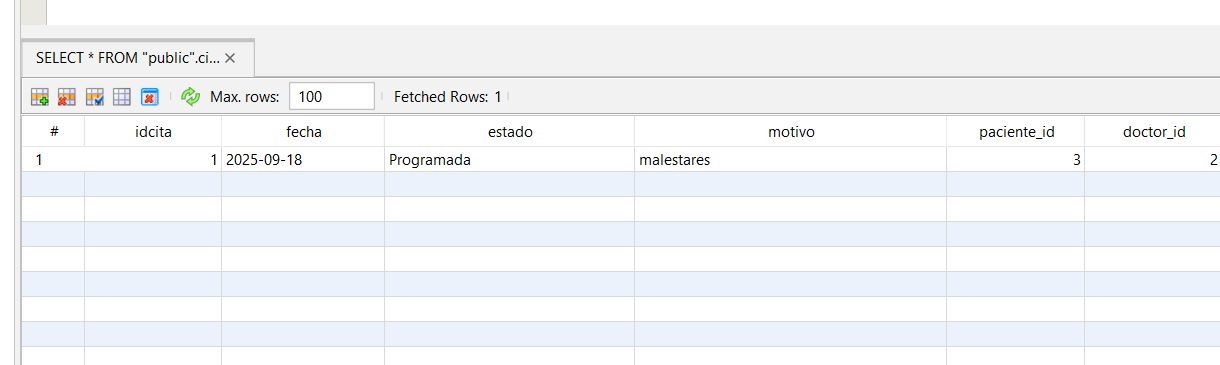 SELECT * FROM "public".ci...
Max. rows: 100 Fetched Rows: 1
# idcita fecha estado motivo paciente_id doctor_id
1 1 2025-09-18 Programada malestares 3 2